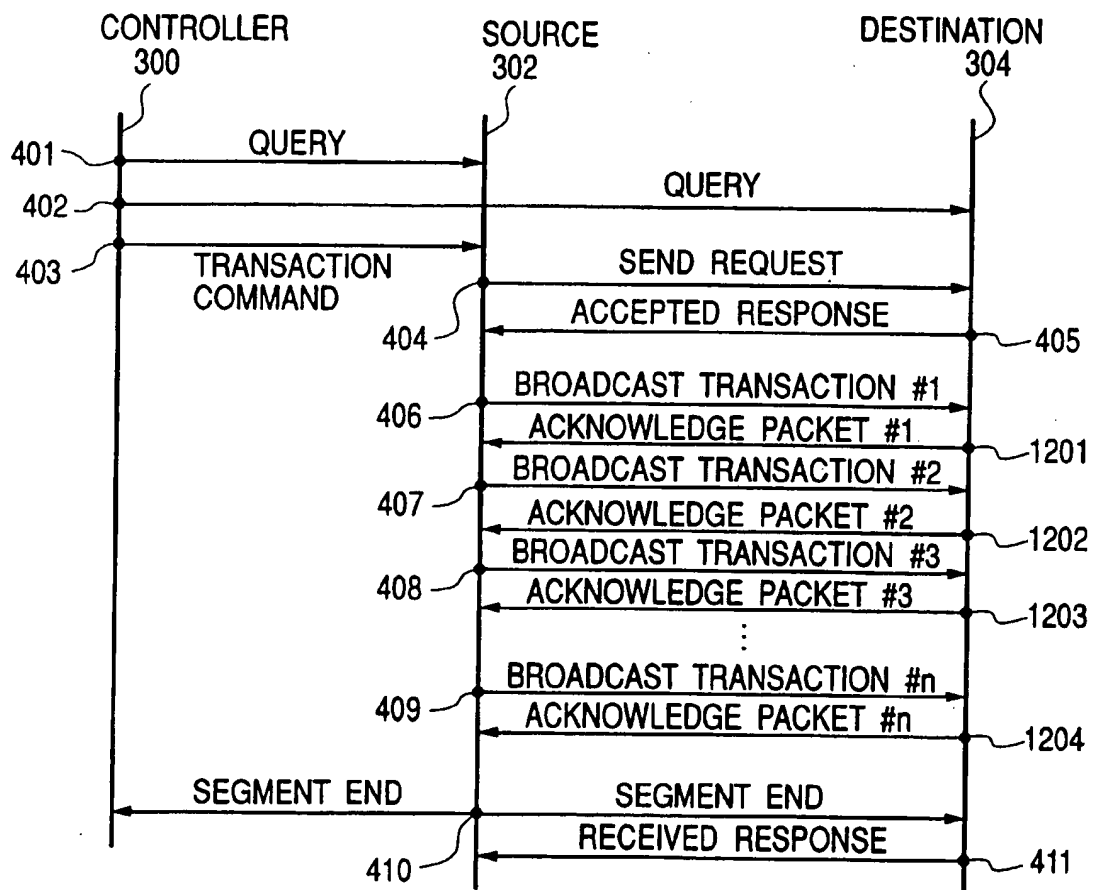 CONTROLLER
300
SOURCE
302
DESTINATION
304
401
QUERY
402
QUERY
403
TRANSACTION
COMMAND
SEND REQUEST
404
ACCEPTED RESPONSE
405
BROADCAST TRANSACTION #1
406
ACKNOWLEDGE PACKET #1
1201
BROADCAST TRANSACTION #2
407
ACKNOWLEDGE PACKET #2
1202
BROADCAST TRANSACTION #3
408
ACKNOWLEDGE PACKET #3
1203
BROADCAST TRANSACTION #n
409
ACKNOWLEDGE PACKET #n
1204
SEGMENT END
SEGMENT END
410
RECEIVED RESPONSE
411